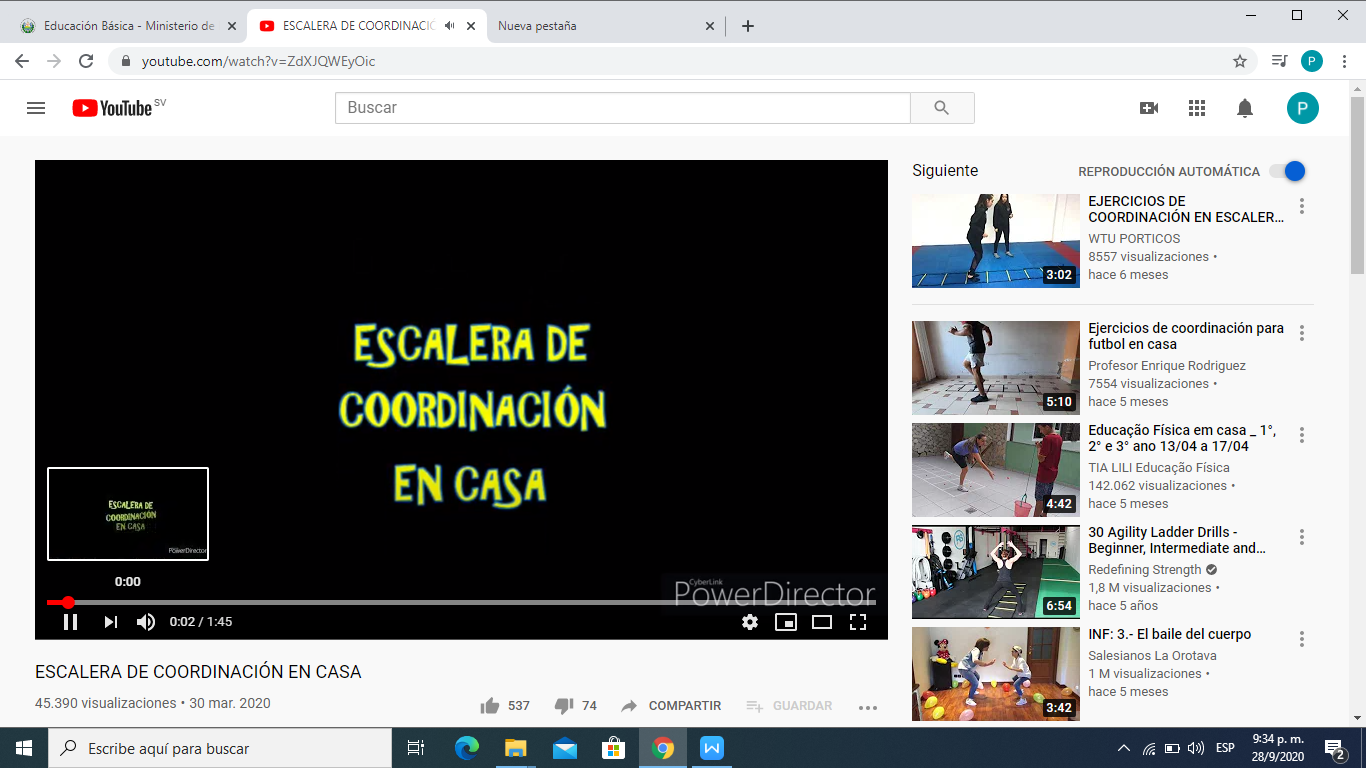 Educación Básica - Ministerio de
ESCALERA DE COORDINACIÓ
Nueva pestaña
youtube.com/watch?v=ZdXJQWEyOic
P
YouTube SV
Buscar
P
ESCALERA DE
COORDINACIÓN
EN CASA
ESCALERA DE
COORDINACIÓN
EN CASA
PowerDirector
0:00
CyberLink
PowerDirector
0:02 / 1:45
ESCALERA DE COORDINACIÓN EN CASA
45.390 visualizaciones • 30 mar. 2020
537
74
COMPARTIR
GUARDAR
Siguiente
REPRODUCCIÓN AUTOMÁTICA
EJERCICIOS DE
COORDINACIÓN EN ESCALER…
WTU PORTICOS
8557 visualizaciones •
hace 6 meses
3:02
Ejercicios de coordinación para
futbol en casa
Profesor Enrique Rodriguez
7554 visualizaciones •
hace 5 meses
5:10
Educação Física em casa _ 1°,
2° e 3° ano 13/04 a 17/04
TIA LILI Educação Física
142.062 visualizaciones •
hace 5 meses
4:42
30 Agility Ladder Drills -
Beginner, Intermediate and…
Redefining Strength
1,8 M visualizaciones •
hace 5 años
6:54
INF: 3.- El baile del cuerpo
Salesianos La Orotava
1 M visualizaciones •
hace 5 meses
3:42
Escribe aquí para buscar
W
ESP
9:34 p. m.
28/9/2020
2